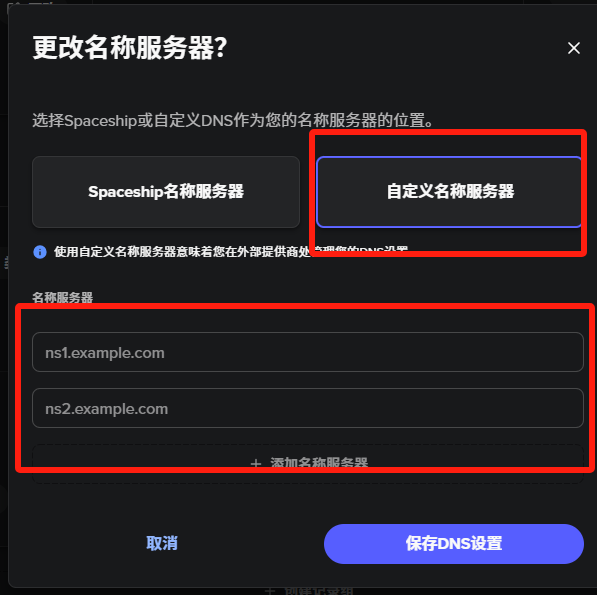 更改名称服务器?
选择Spaceship或自定义DNS作为您的名称服务器的位置。
Spaceship名称服务器
自定义名称服务器
使用自定义名称服务器意味着您在外部提供商处管理您的DNS设置
名称服务器
ns1.example.com
ns2.example.com
+ 添加名称服务器
取消
保存DNS设置